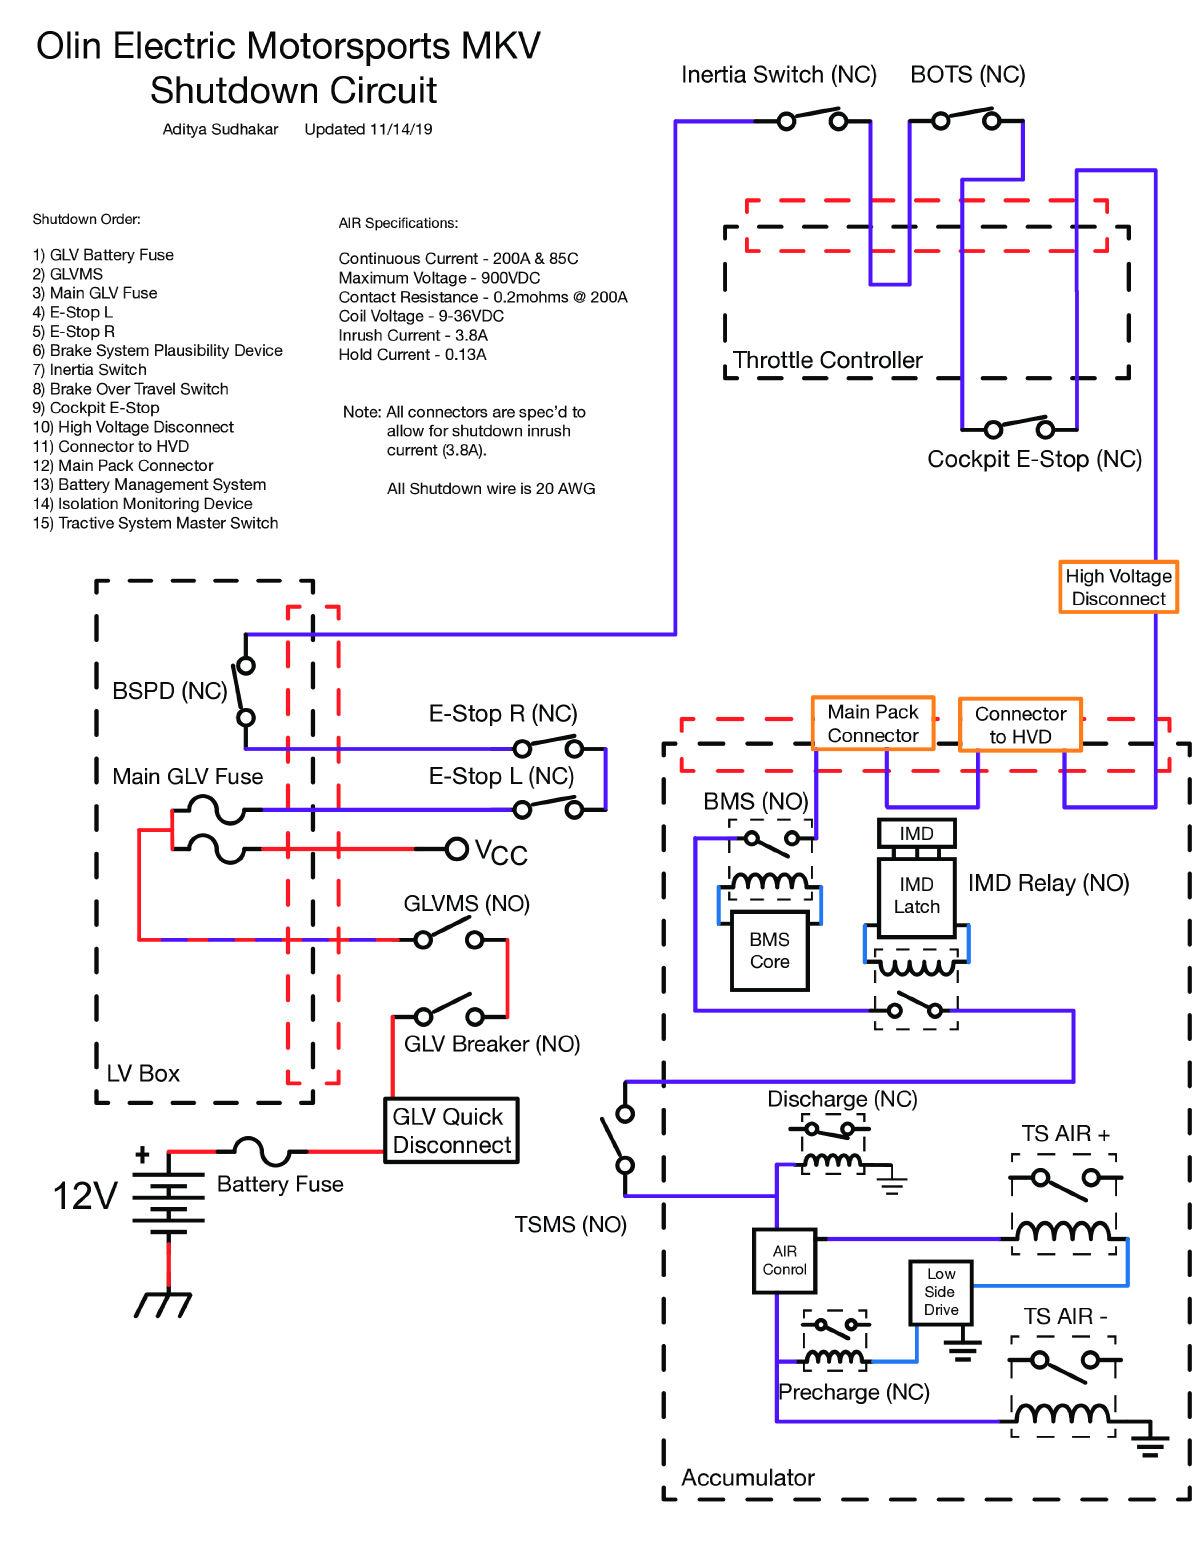 Olin Electric Motorsports MKV
Shutdown Circuit
Aditya Sudhakar Updated 11/14/19
Shutdown Order:
1) GLV Battery Fuse
2) GLVMS
3) Main GLV Fuse
4) E-Stop L
5) E-Stop R
6) Brake System Plausibility Device
7) Inertia Switch
8) Brake Over Travel Switch
9) Cockpit E-Stop
10) High Voltage Disconnect
11) Connector to HVD
12) Main Pack Connector
13) Battery Management System
14) Isolation Monitoring Device
15) Tractive System Master Switch
AIR Specifications:
Continuous Current - 200A & 85C
Maximum Voltage - 900VDC
Contact Resistance - 0.2mohms @ 200A
Coil Voltage - 9-36VDC
Inrush Current - 3.8A
Hold Current - 0.13A
Note: All connectors are spec'd to
allow for shutdown inrush
current (3.8A).
All Shutdown wire is 20 AWG
Inertia Switch (NC)
BOTS (NC)
Throttle Controller
Cockpit E-Stop (NC)
High Voltage
Disconnect
BSPD (NC)
E-Stop R (NC)
Main GLV Fuse
E-Stop L (NC)
VCC
GLVMS (NO)
GLV Breaker (NO)
LV Box
GLV Quick
Disconnect
+
12V
Battery Fuse
Main Pack
Connector
Connector
to HVD
BMS (NO)
IMD
IMD
Latch
IMD Relay (NO)
BMS
Core
Discharge (NC)
TS AIR +
TSMS (NO)
AIR
Conrol
Low
Side
Drive
TS AIR -
Precharge (NC)
Accumulator